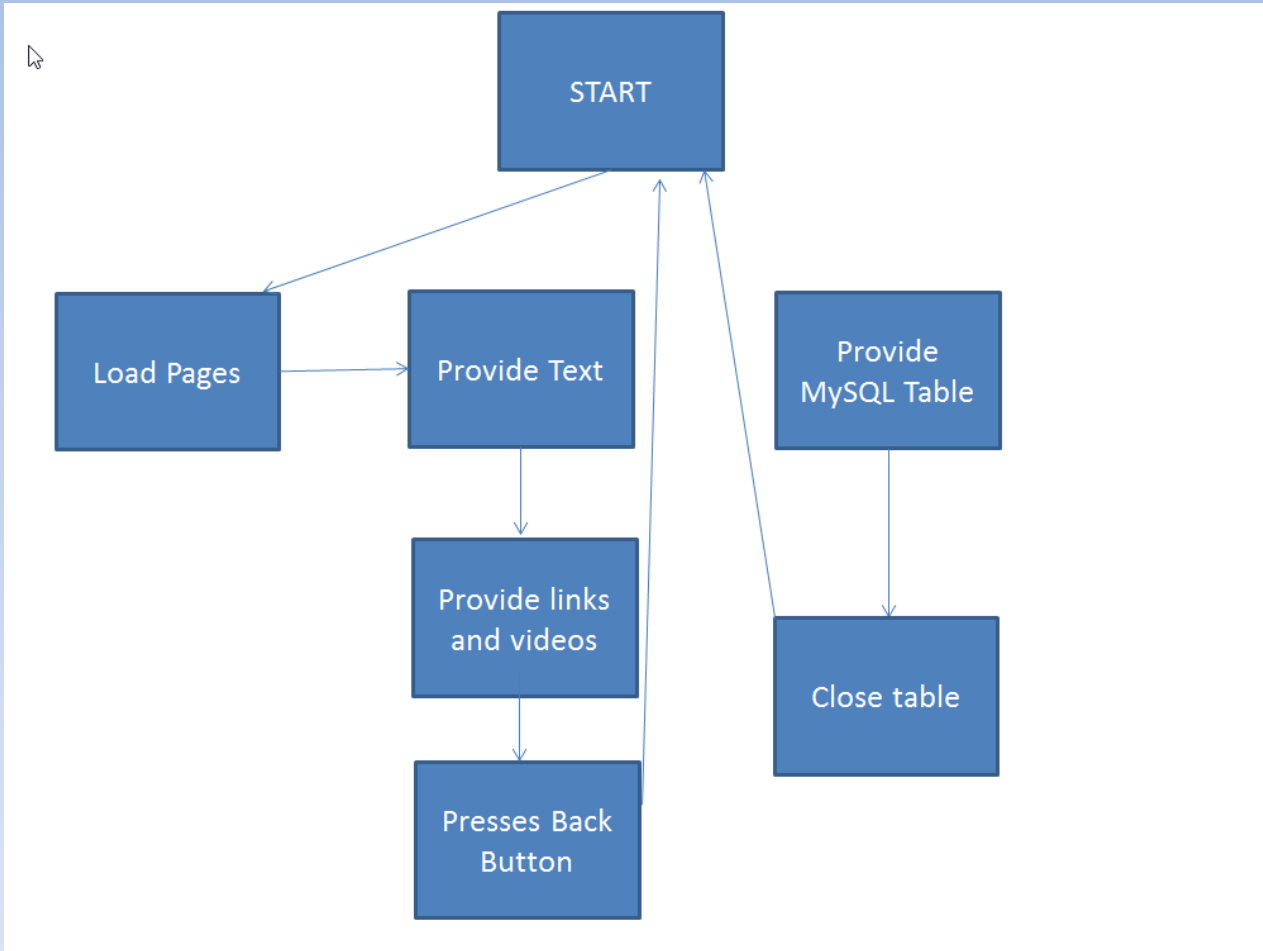 START
Load Pages
Provide Text
Provide
MySQL Table
Provide links
and videos
Close table
Presses Back
Button